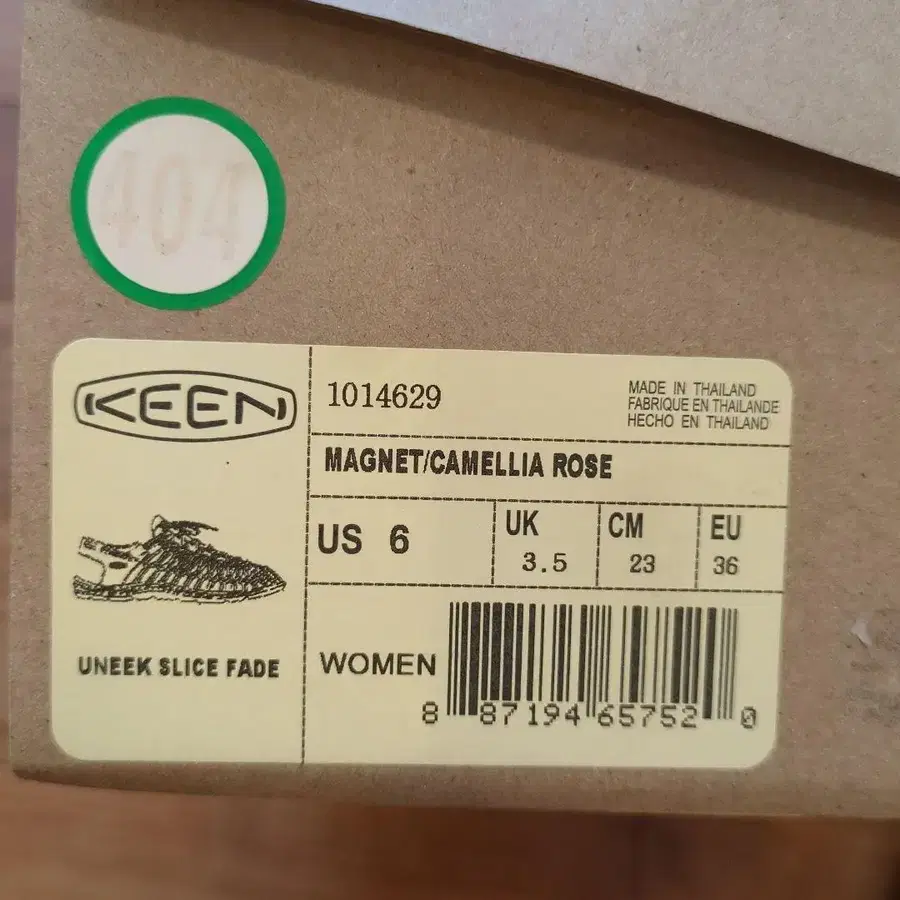 404
KEEN
1014629
MADE IN THAILAND
FABRIQUE EN THAILANDE
HECHO EN THAILAND
MAGNET/CAMELLIA ROSE
US 6
UK
3.5
CM
23
EU
36
UNEEK SLICE FADE
WOMEN
8 87194 65752 0